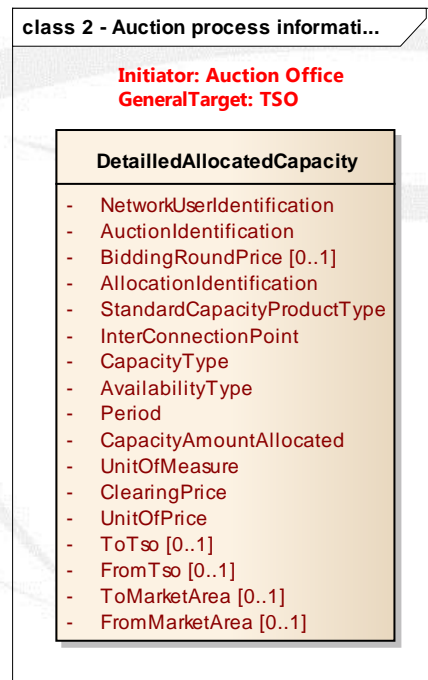 class 2 - Auction process informati...
Initiator: Auction Office
GeneralTarget: TSO
DetailledAllocatedCapacity
- NetworkUserIdentification
- AuctionIdentification
- BiddingRoundPrice [0..1]
- AllocationIdentification
- StandardCapacityProductType
- InterConnectionPoint
- CapacityType
- AvailabilityType
- Period
- CapacityAmountAllocated
- UnitOfMeasure
- ClearingPrice
- UnitOfPrice
- ToTso [0..1]
- FromTso [0..1]
- ToMarketArea [0..1]
- FromMarketArea [0..1]